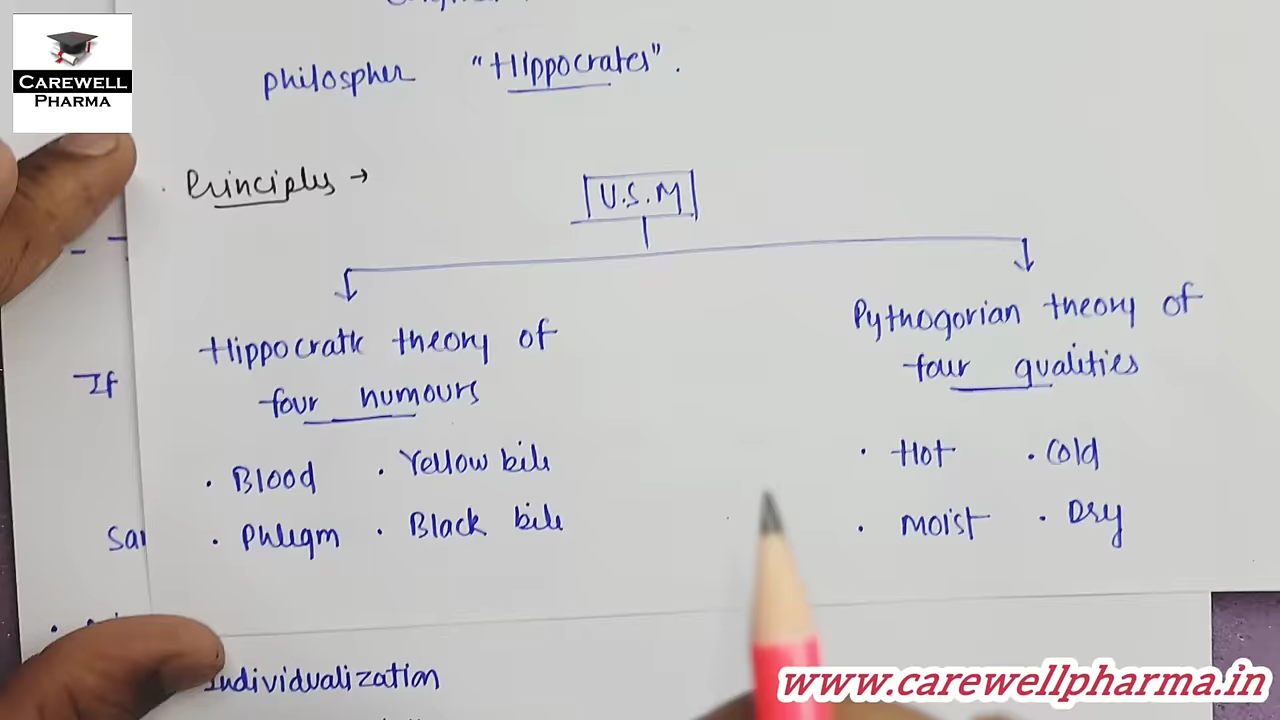 CAREWELL
PHARMA
philospher "Hippocrates".
Principles →
U.S.M
Hippocratic theory of
four humours
Pythogorian theory of
four qualities
• Blood • Yellow bile
• Phlegm • Black bile
• Hot • Cold
• Moist • Dry
If
Sar
Individualization
www.carewellpharma.in